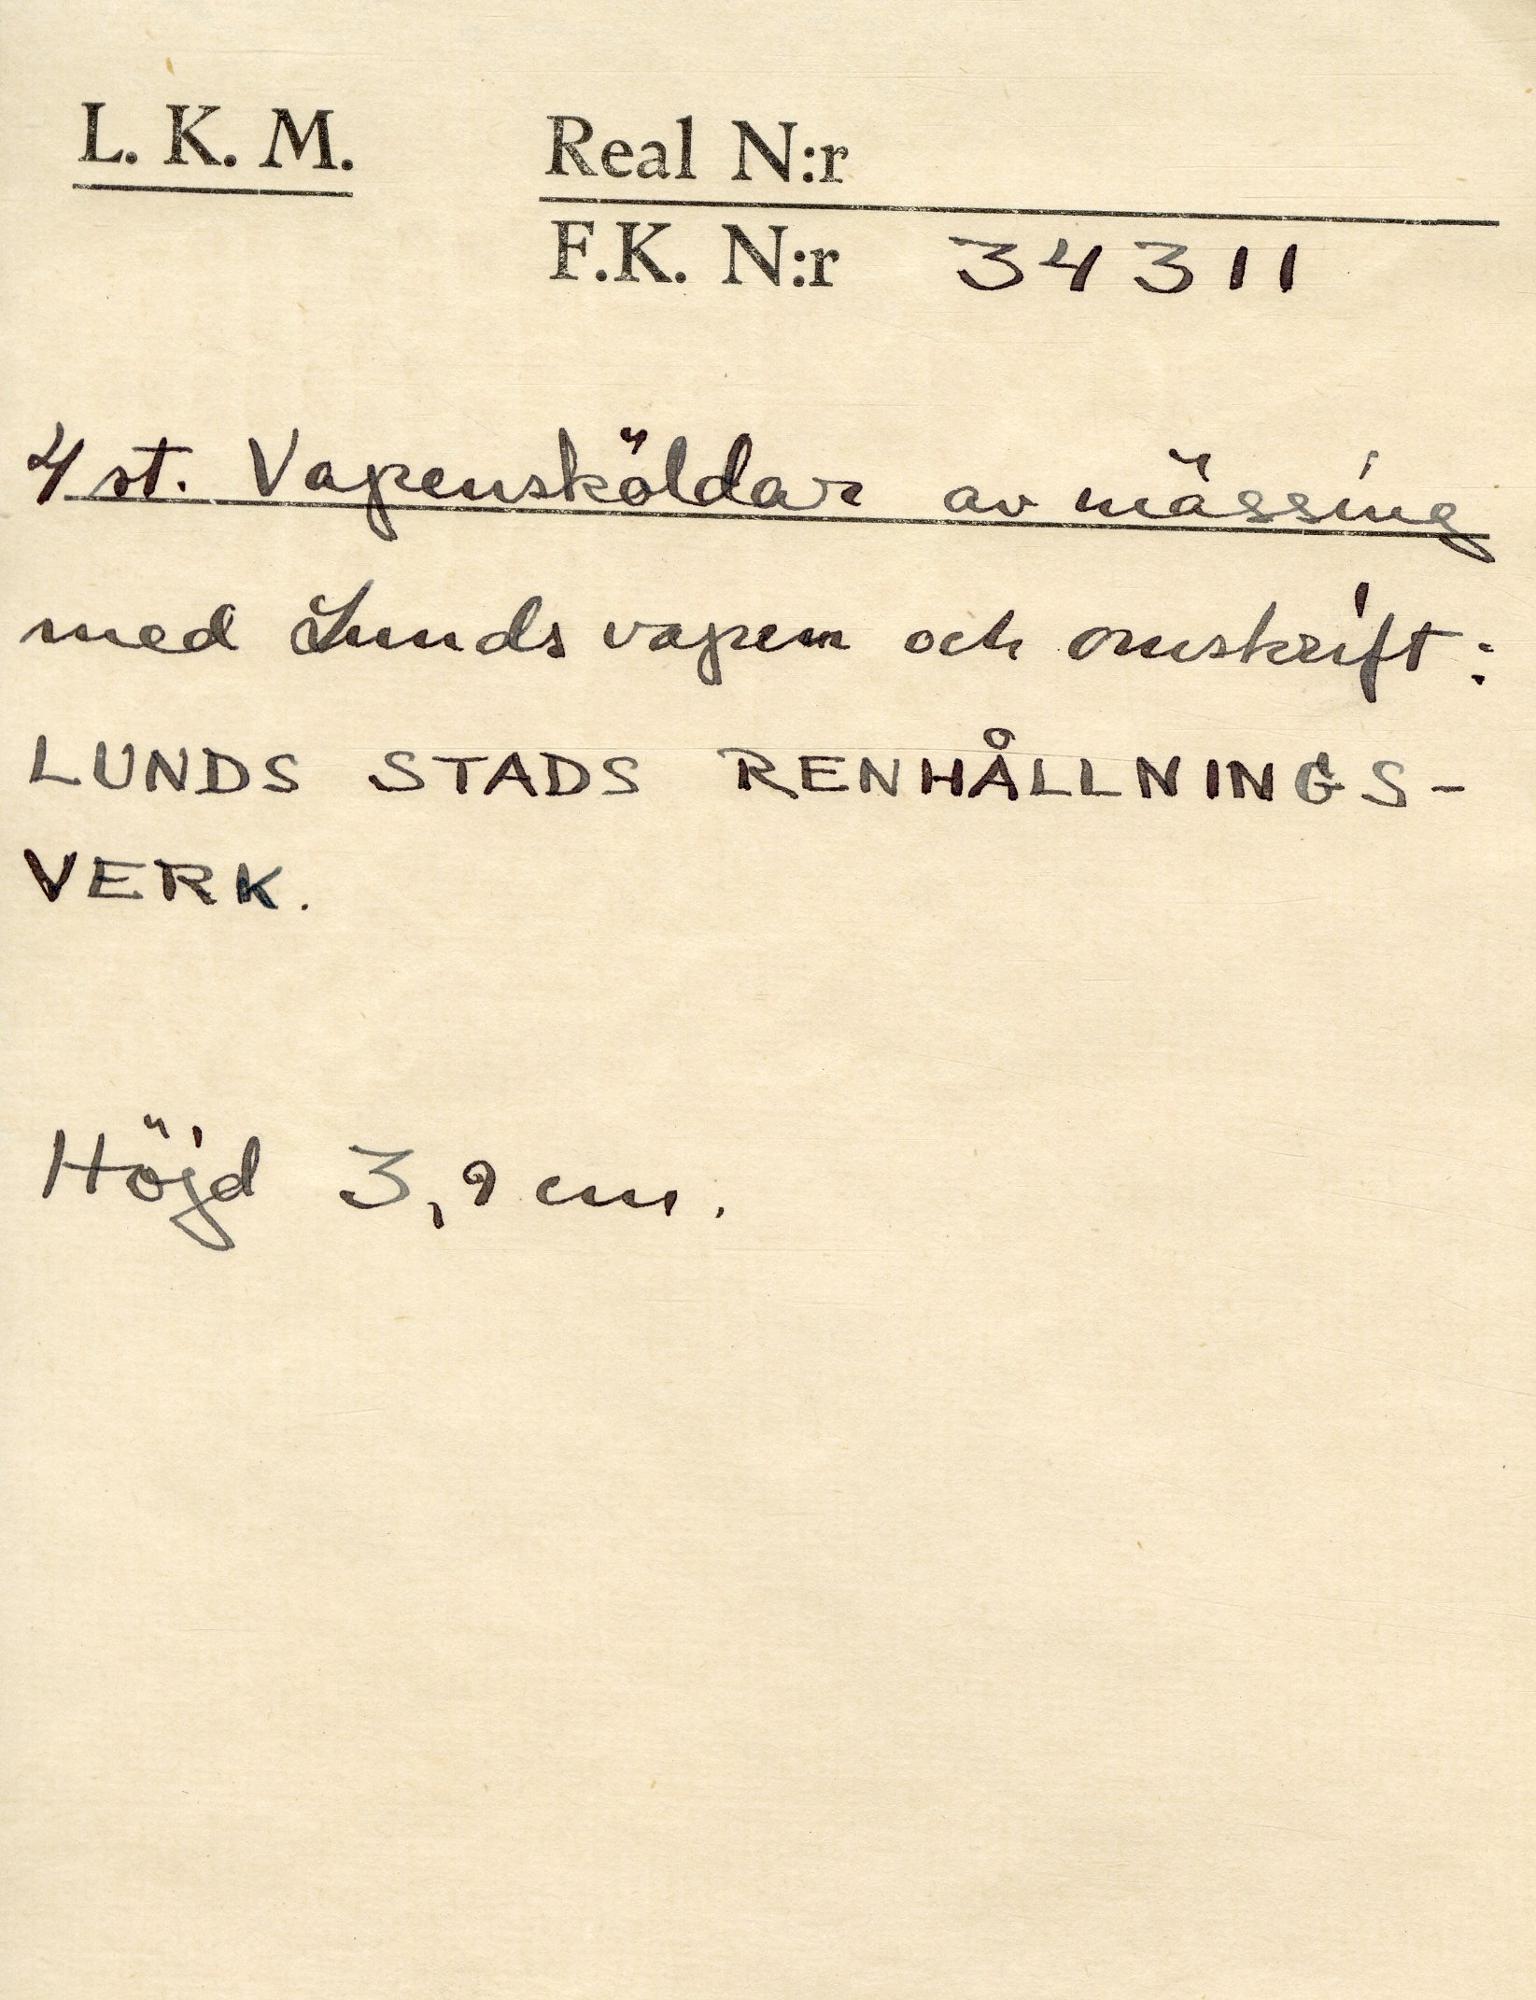 L. K. M. Real N:r
F.K. N:r 34311
4 st. Vapensköldar av mässing
med Lunds vapen och omskrift:
LUNDS STADS RENHÅLLNINGS-
VERK.
Höjd 3,9 cm.